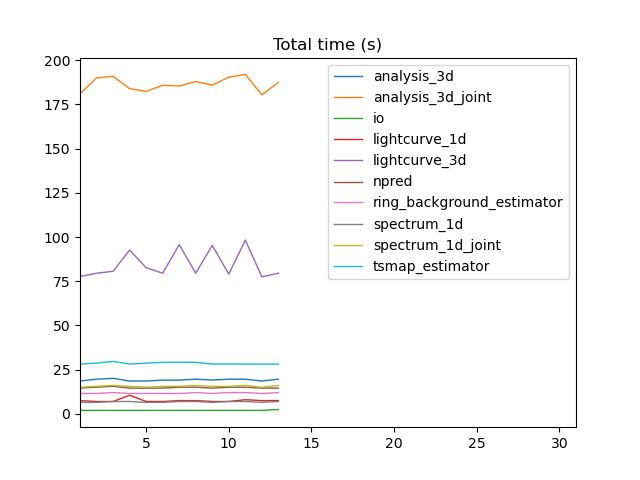 Total time (s)
200
175
150
125
100
75
50
25
0
5
10
15
20
25
30
analysis_3d
analysis_3d_joint
io
lightcurve_1d
lightcurve_3d
npred
ring_background_estimator
spectrum_1d
spectrum_1d_joint
tsmap_estimator